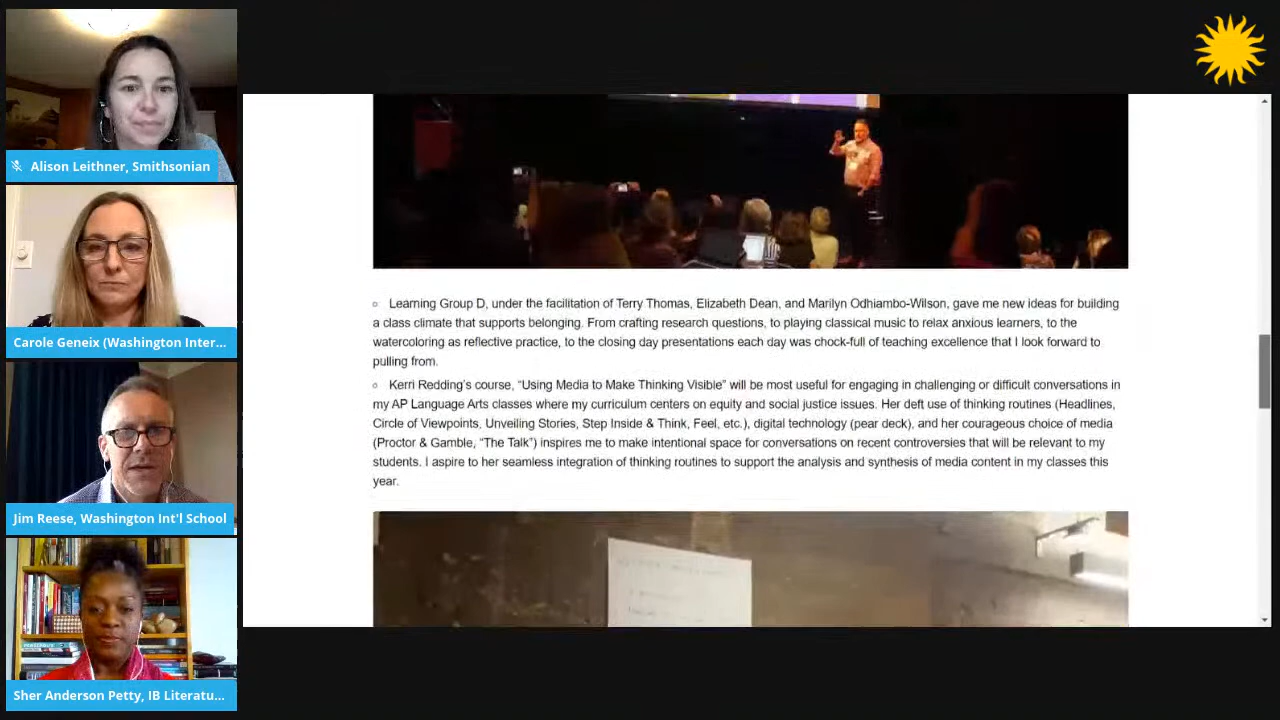 Alison Leithner, Smithsonian
Carole Geneix (Washington Inter...
Jim Reese, Washington Int'l School
Sher Anderson Petty, IB Literatu...
Learning Group D, under the facilitation of Terry Thomas, Elizabeth Dean, and Marilyn Odhiambo-Wilson, gave me new ideas for building
a class climate that supports belonging. From crafting research questions, to playing classical music to relax anxious learners, to the
watercoloring as reflective practice, to the closing day presentations each day was chock-full of teaching excellence that I look forward to
pulling from.
Kerri Redding's course, “Using Media to Make Thinking Visible” will be most useful for engaging in challenging or difficult conversations in
my AP Language Arts classes where my curriculum centers on equity and social justice issues. Her deft use of thinking routines (Headlines,
Circle of Viewpoints, Unveiling Stories, Step Inside & Think, Feel, etc.), digital technology (pear deck), and her courageous choice of media
(Proctor & Gamble, “The Talk”) inspires me to make intentional space for conversations on recent controversies that will be relevant to my
students. I aspire to her seamless integration of thinking routines to support the analysis and synthesis of media content in my classes this
year.